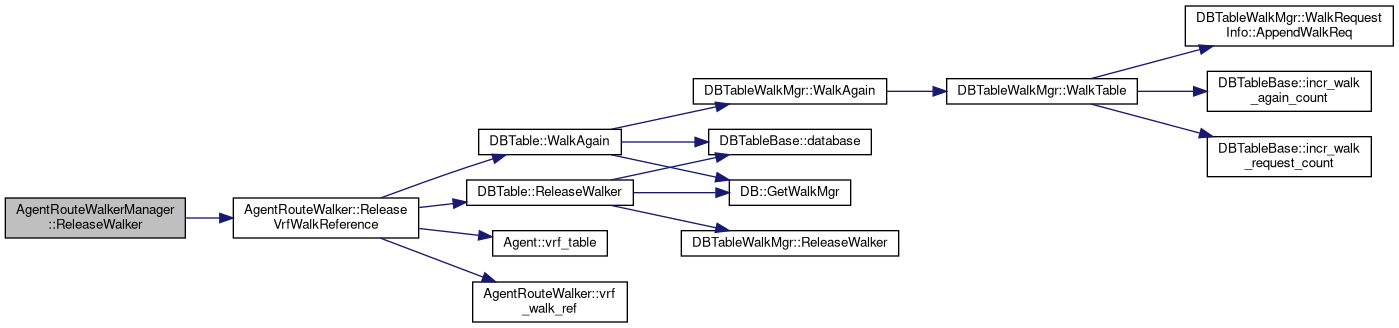 AgentRouteWalkerManager
::ReleaseWalker
AgentRouteWalker::Release
VrfWalkReference
DBTable::WalkAgain
DBTable::ReleaseWalker
Agent::vrf_table
AgentRouteWalker::vrf
_walk_ref
DBTableWalkMgr::WalkAgain
DBTableBase::database
DB::GetWalkMgr
DBTableWalkMgr::ReleaseWalker
DBTableWalkMgr::WalkTable
DBTableWalkMgr::WalkRequest
Info::AppendWalkReq
DBTableBase::incr_walk
_again_count
DBTableBase::incr_walk
_request_count